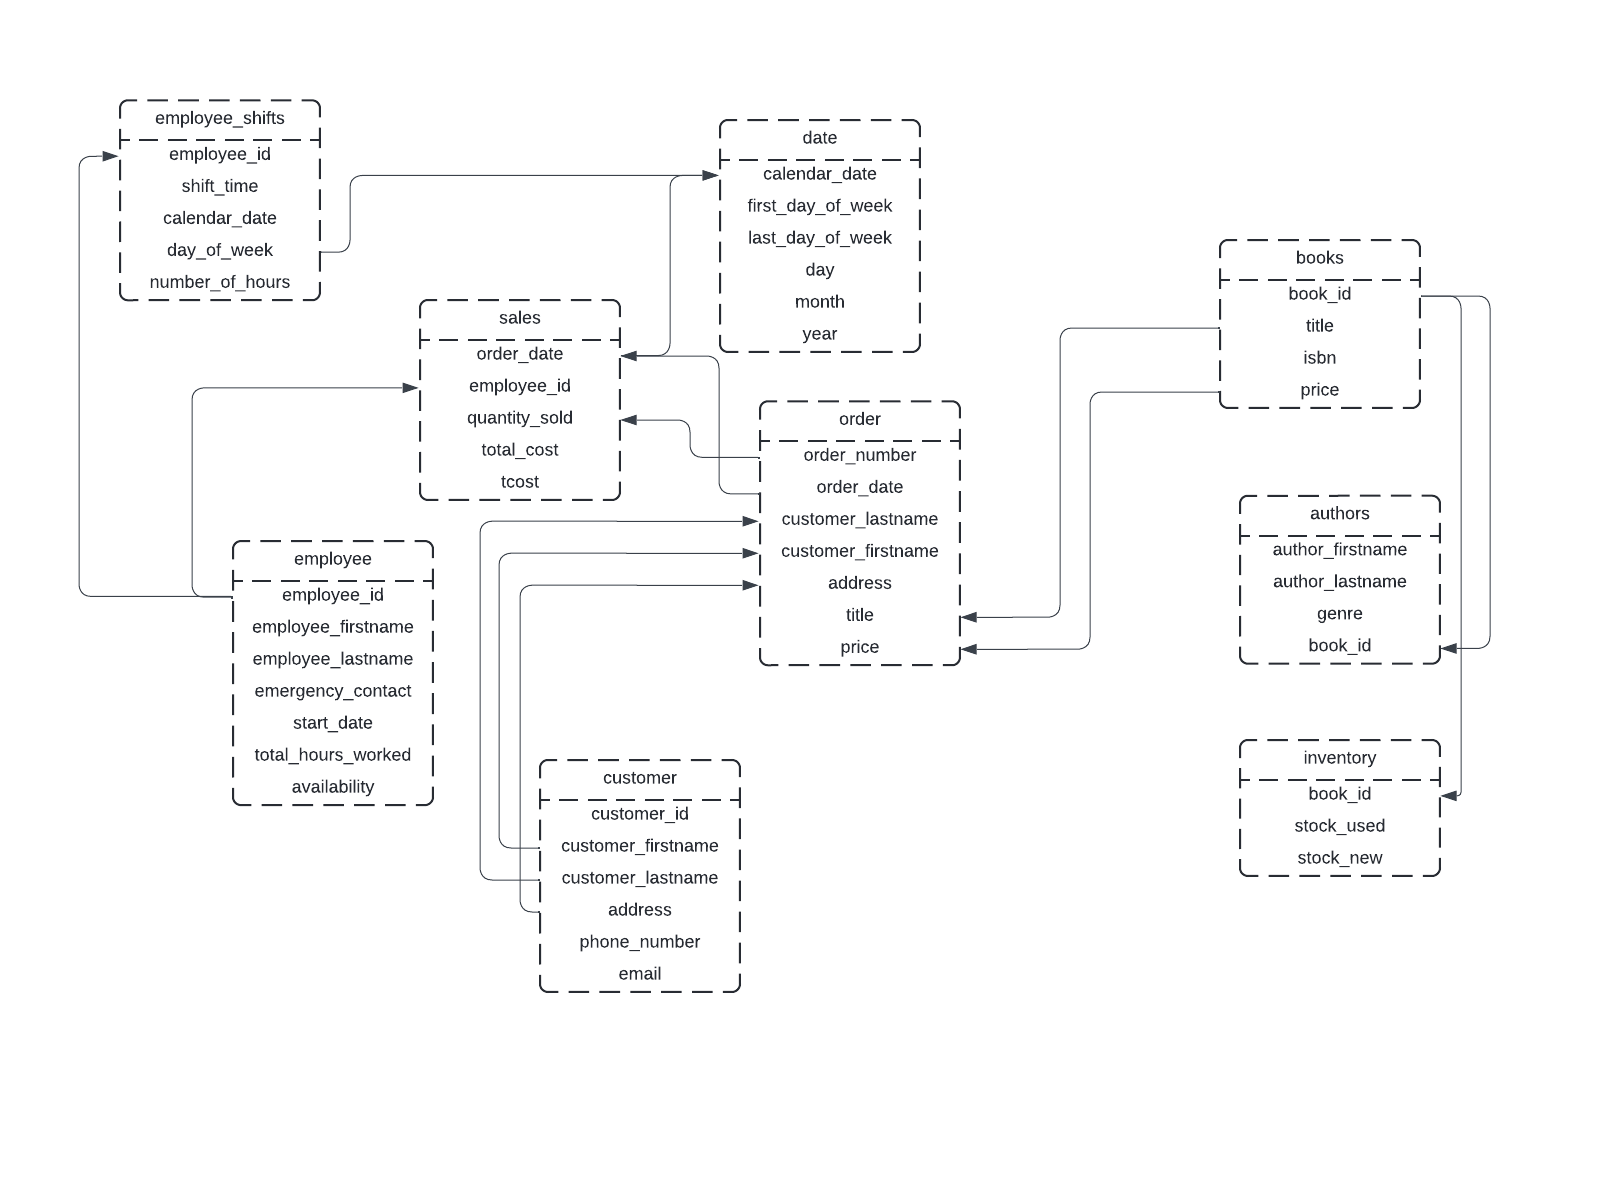 employee_shifts
employee_id
shift_time
calendar_date
day_of_week
number_of_hours
date
calendar_date
first_day_of_week
last_day_of_week
day
month
year
books
book_id
title
isbn
price
sales
order_date
employee_id
quantity_sold
total_cost
tcost
order
order_number
order_date
customer_lastname
customer_firstname
address
title
price
authors
author_firstname
author_lastname
genre
book_id
employee
employee_id
employee_firstname
employee_lastname
emergency_contact
start_date
total_hours_worked
availability
customer
customer_id
customer_firstname
customer_lastname
address
phone_number
email
inventory
book_id
stock_used
stock_new